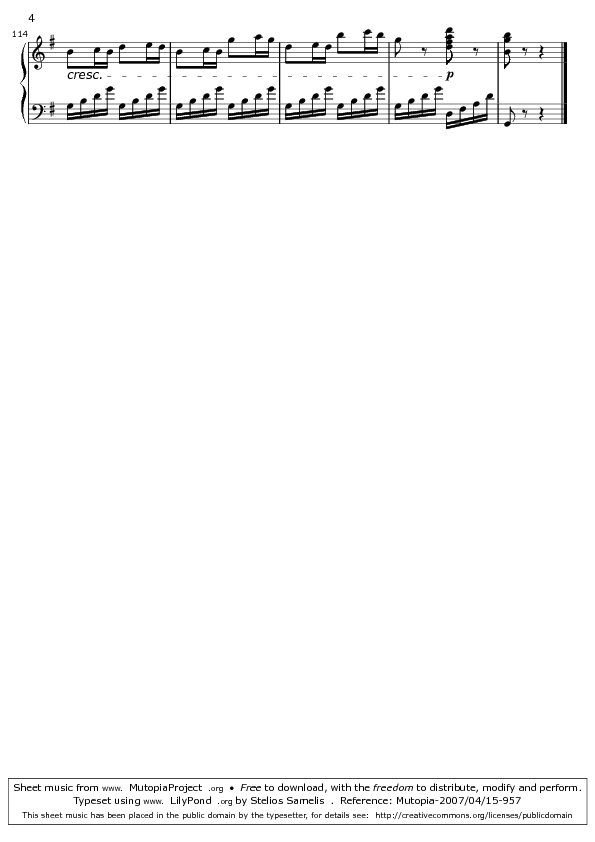 4
114
cresc.
p
Sheet music from www. MutopiaProject .org • Free to download, with the freedom to distribute, modify and perform.
Typeset using www. LilyPond .org by Stelios Samelis . Reference: Mutopia-2007/04/15-957
This sheet music has been placed in the public domain by the typesetter, for details see: http://creativecommons.org/licenses/publicdomain